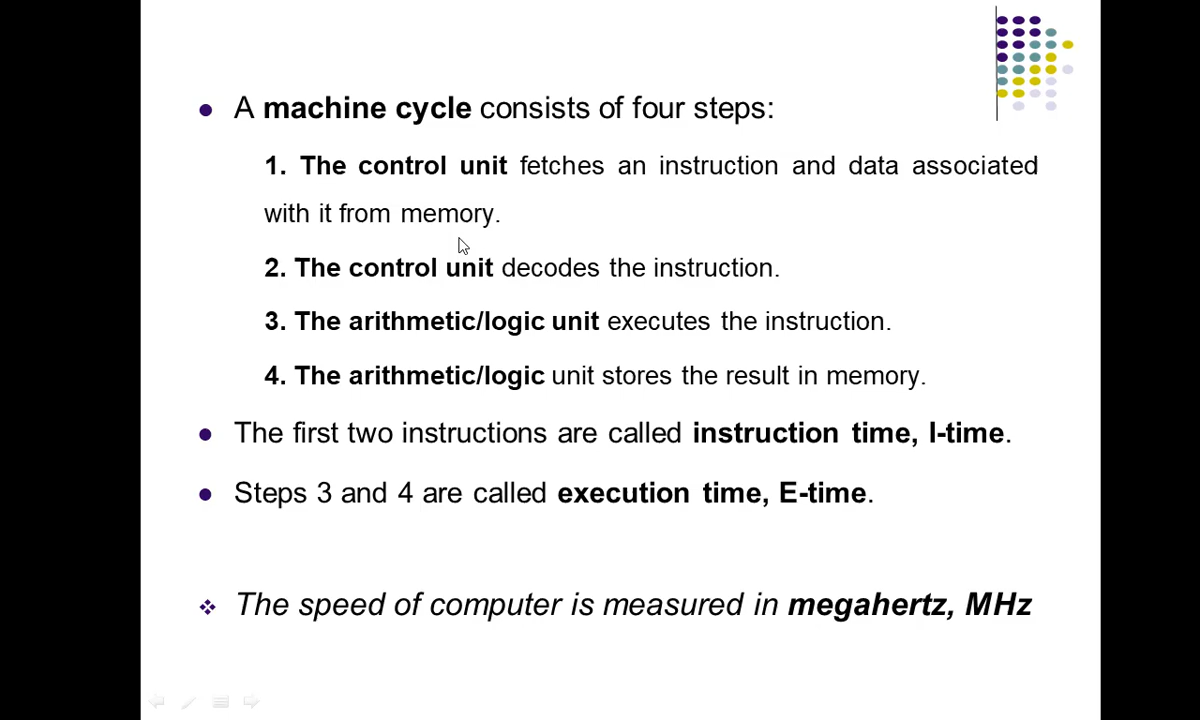 A machine cycle consists of four steps:
1. The control unit fetches an instruction and data associated
with it from memory.
2. The control unit decodes the instruction.
3. The arithmetic/logic unit executes the instruction.
4. The arithmetic/logic unit stores the result in memory.
The first two instructions are called instruction time, I-time.
Steps 3 and 4 are called execution time, E-time.
The speed of computer is measured in megahertz, MHz